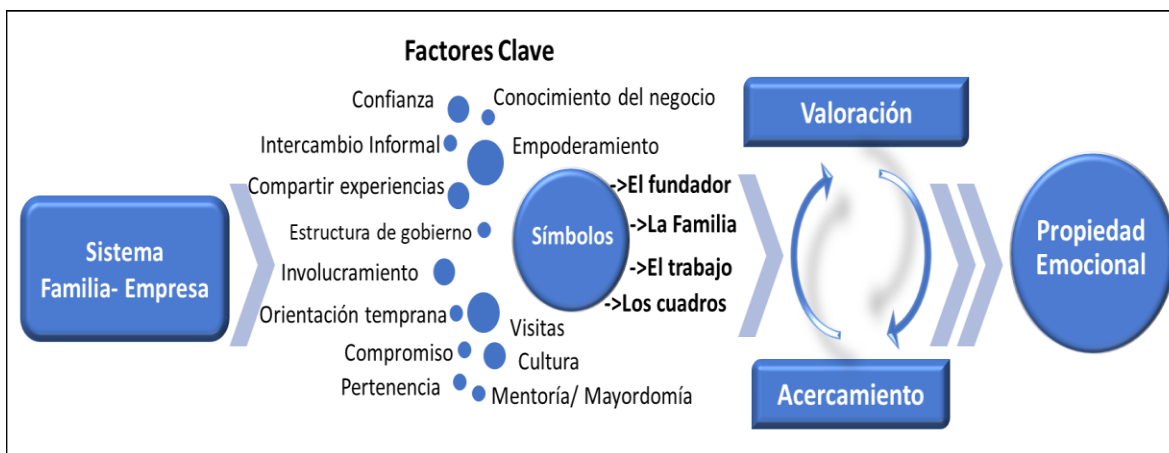 Factores Clave
Confianza
Conocimiento del negocio
Intercambio Informal
Empoderamiento
Compartir experiencias
Estructura de gobierno
Involucramiento
Orientación temprana
Visitas
Compromiso
Cultura
Pertenencia
Mentoría/ Mayordomía
Sistema
Familia- Empresa
Símbolos
->El fundador
->La Familia
->El trabajo
->Los cuadros
Valoración
Acercamiento
Propiedad
Emocional